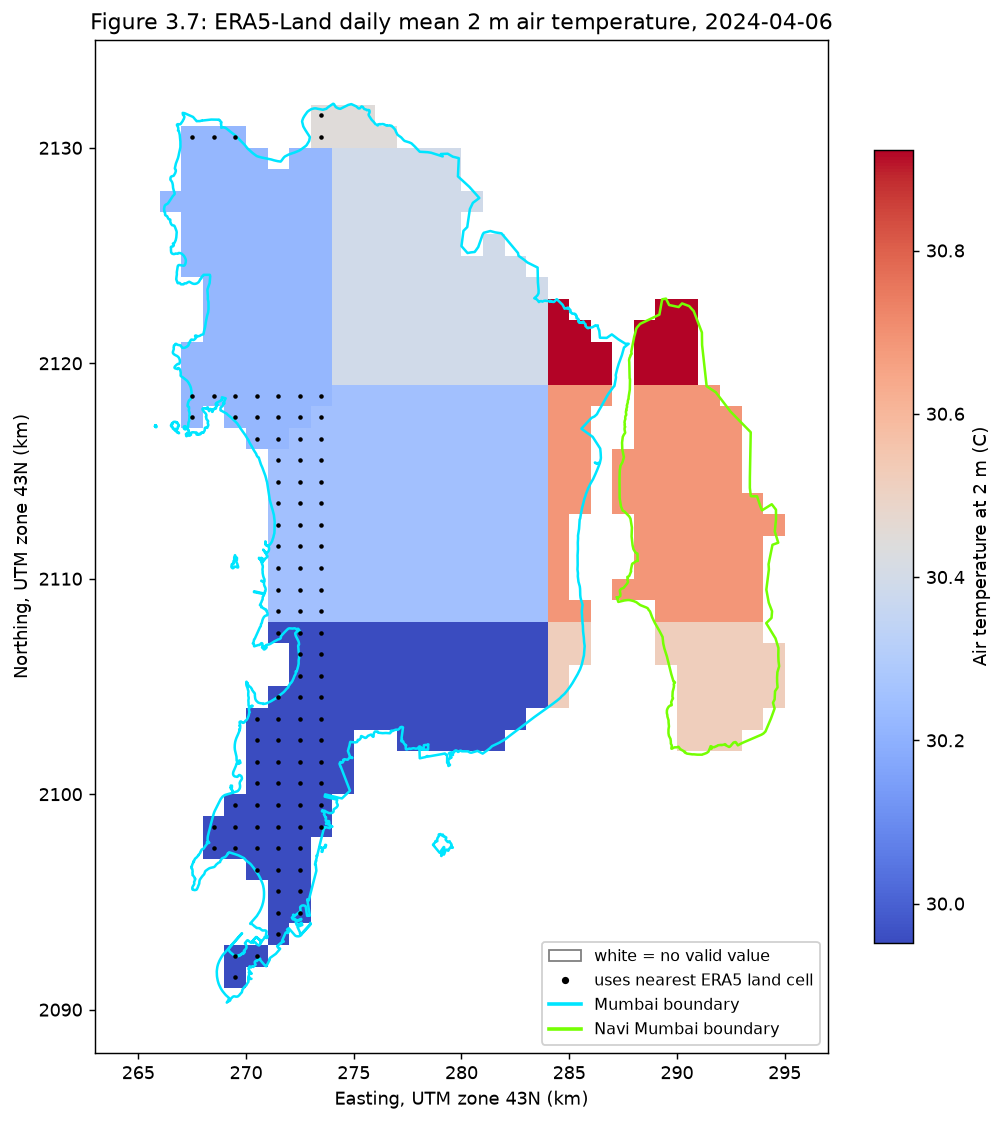 Figure 3.7: ERA5-Land daily mean 2 m air temperature, 2024-04-06
2130
2120
2110
2100
2090
Northing, UTM zone 43N (km)
265 270 275 280 285 290 295
Easting, UTM zone 43N (km)
white = no valid value
uses nearest ERA5 land cell
Mumbai boundary
Navi Mumbai boundary
30.8
30.6
30.4
30.2
30.0
Air temperature at 2 m (C)